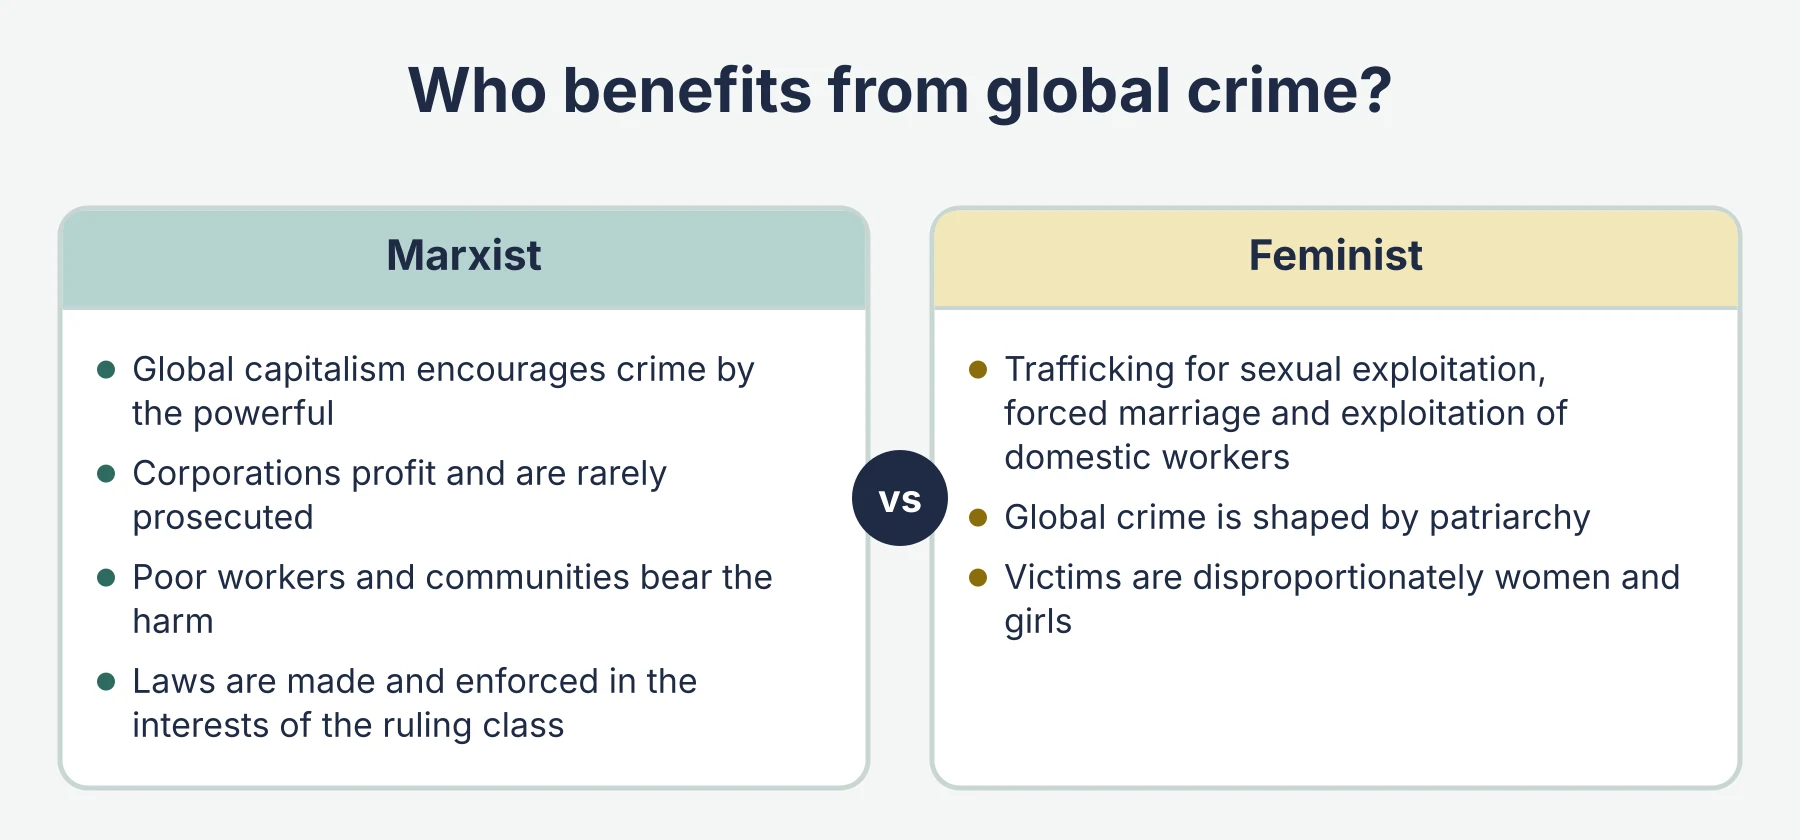 Who benefits from global crime?
Marxist
Global capitalism encourages crime by
the powerful
Corporations profit and are rarely
prosecuted
Poor workers and communities bear the
harm
Laws are made and enforced in the
interests of the ruling class
vs
Feminist
Trafficking for sexual exploitation,
forced marriage and exploitation of
domestic workers
Global crime is shaped by patriarchy
Victims are disproportionately women and
girls